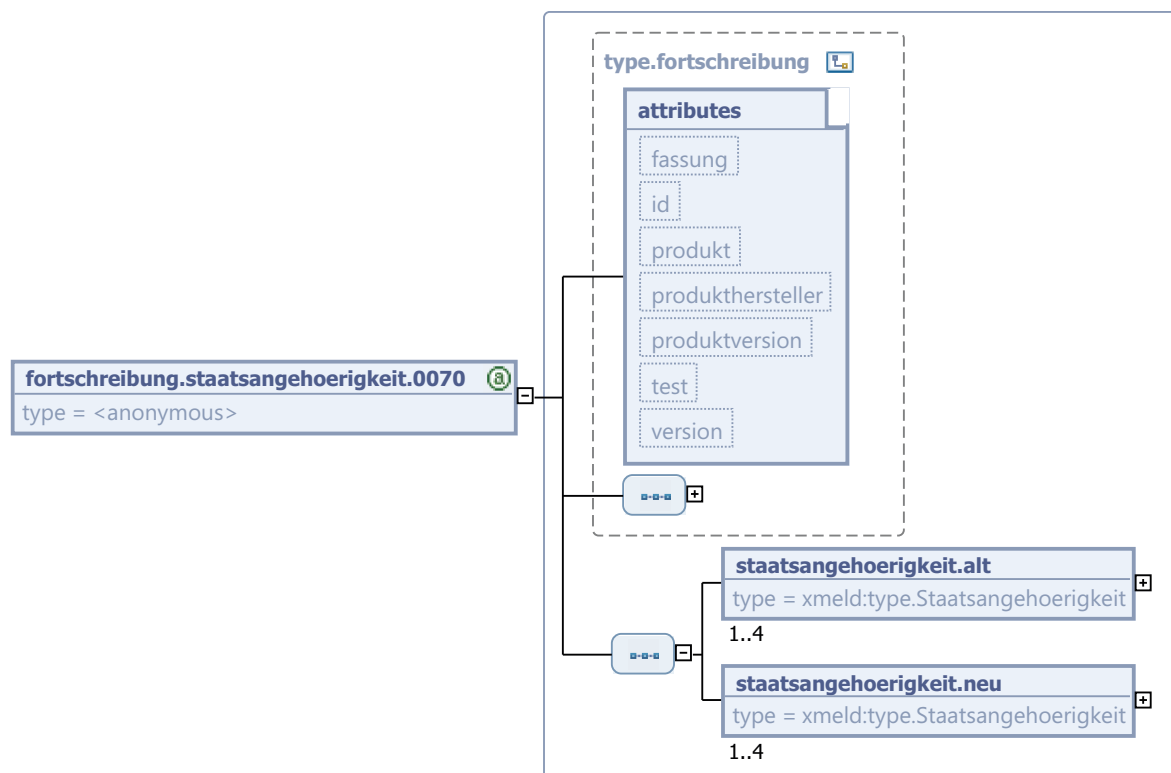 type.fortschreibung
attributes
fassung
id
produkt
produkthersteller
produktversion
test
version
fortschreibung.staatsangehoerigkeit.0070
type = <anonymous>
staatsangehoerigkeit.alt
type = xmeld:type.Staatsangehoerigkeit
1..4
staatsangehoerigkeit.neu
type = xmeld:type.Staatsangehoerigkeit
1..4